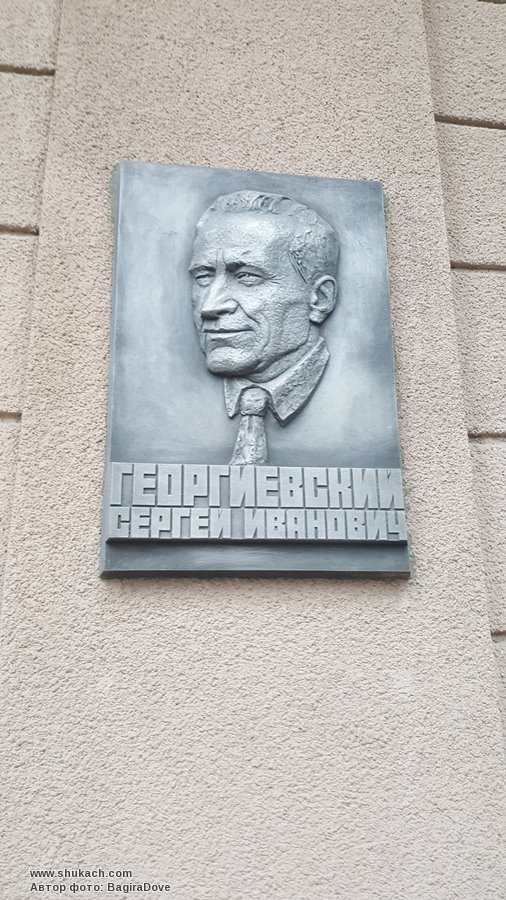 ГЕОРГИЕВСКИЙ
СЕРГЕЙ ИВАНОВИЧ
www.shukach.com
Автор фото: BagiraDove